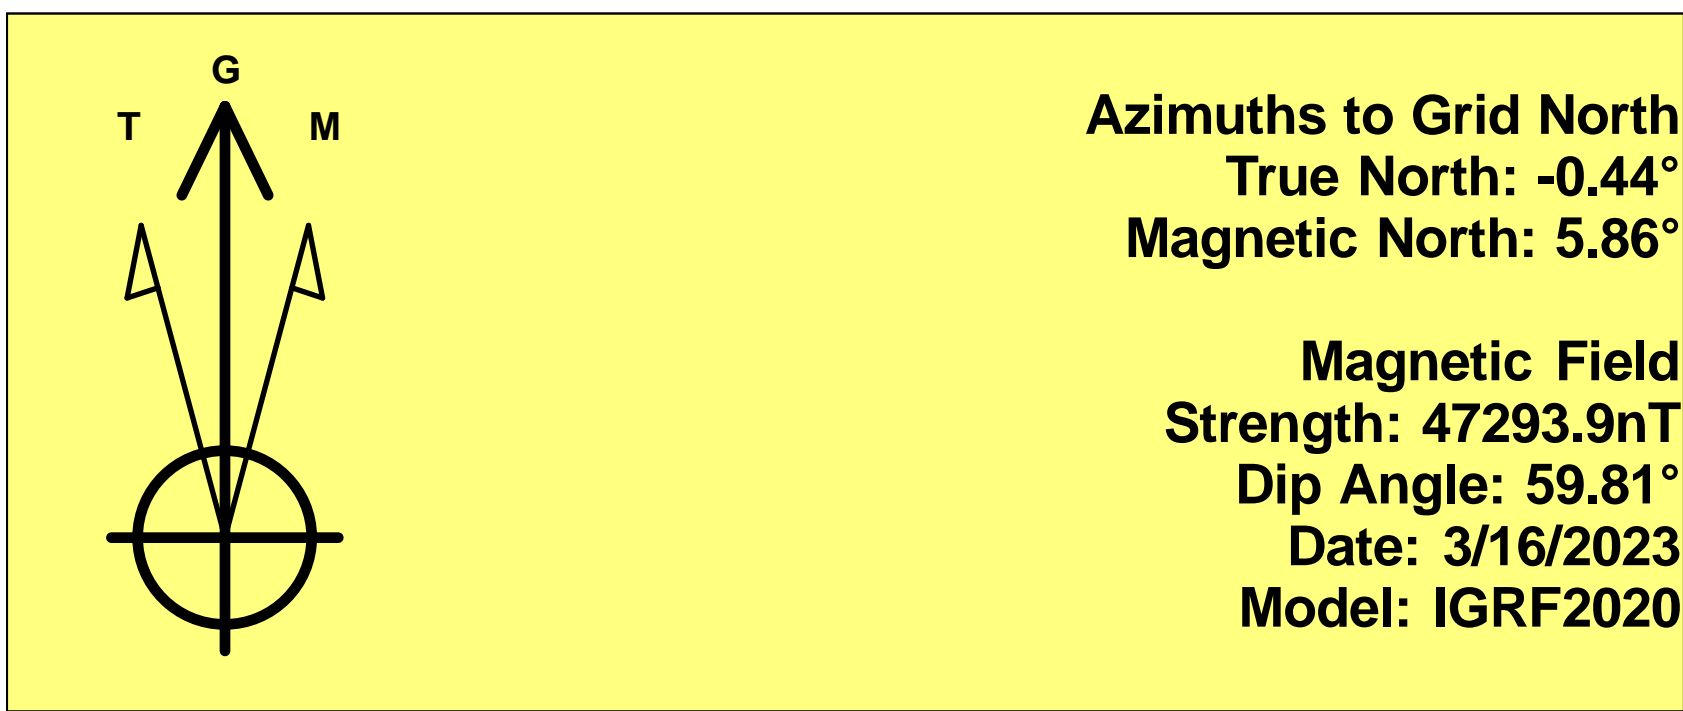 G
T
M
Azimuths to Grid North
True North: -0.44°
Magnetic North: 5.86°
Magnetic Field
Strength: 47293.9nT
Dip Angle: 59.81°
Date: 3/16/2023
Model: IGRF2020